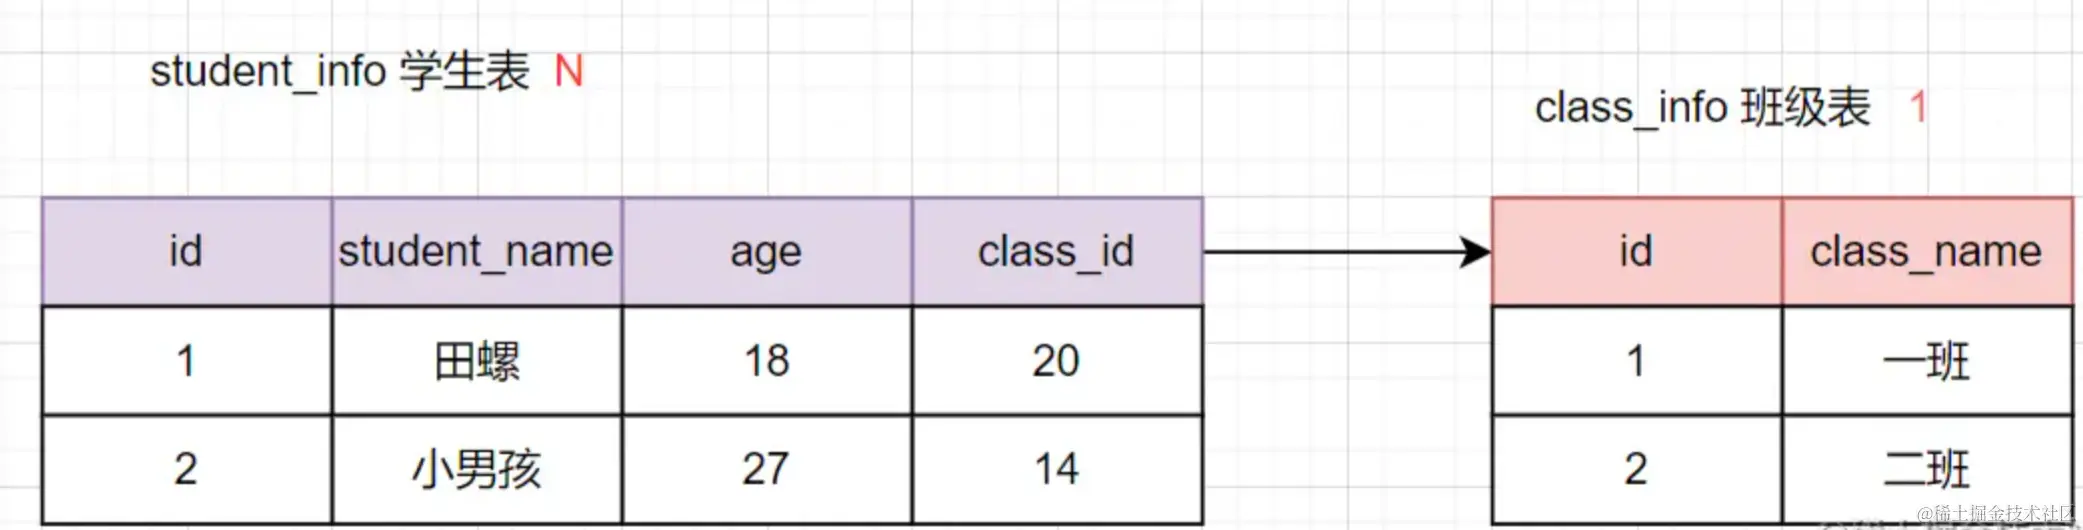 student_info 学生表 N
class_info 班级表 1
id student_name age class_id
1 田螺 18 20
2 小男孩 27 14
id class_name
1 一班
2 二班
@稀土掘金技术社区